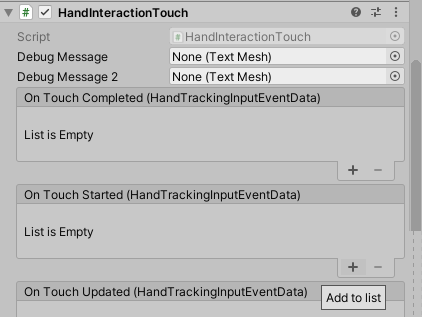 HandInteractionTouch
Script
HandInteractionTouch
Debug Message
None (Text Mesh)
Debug Message 2
None (Text Mesh)
On Touch Completed (HandTrackingInputEventData)
List is Empty
On Touch Started (HandTrackingInputEventData)
List is Empty
On Touch Updated (HandTrackingInputEventData)
Add to list